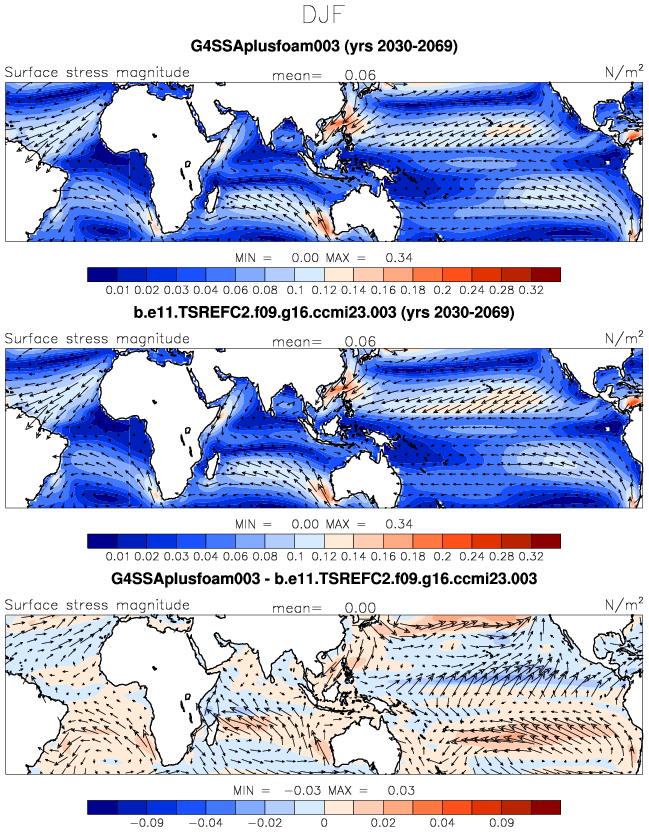 DJF
G4SSAplusfoam003 (yrs 2030-2069)
Surface stress magnitude mean= 0.06 N/m²
MIN = 0.00 MAX = 0.34
0.01 0.02 0.03 0.04 0.06 0.08 0.1 0.12 0.14 0.16 0.18 0.2 0.24 0.28 0.32
b.e11.TSREFC2.f09.g16.ccmi23.003 (yrs 2030-2069)
Surface stress magnitude mean= 0.06 N/m²
MIN = 0.00 MAX = 0.34
0.01 0.02 0.03 0.04 0.06 0.08 0.1 0.12 0.14 0.16 0.18 0.2 0.24 0.28 0.32
G4SSAplusfoam003 - b.e11.TSREFC2.f09.g16.ccmi23.003
Surface stress magnitude mean= 0.00 N/m²
MIN = −0.03 MAX = 0.03
−0.09 −0.04 −0.02 0 0.02 0.04 0.09